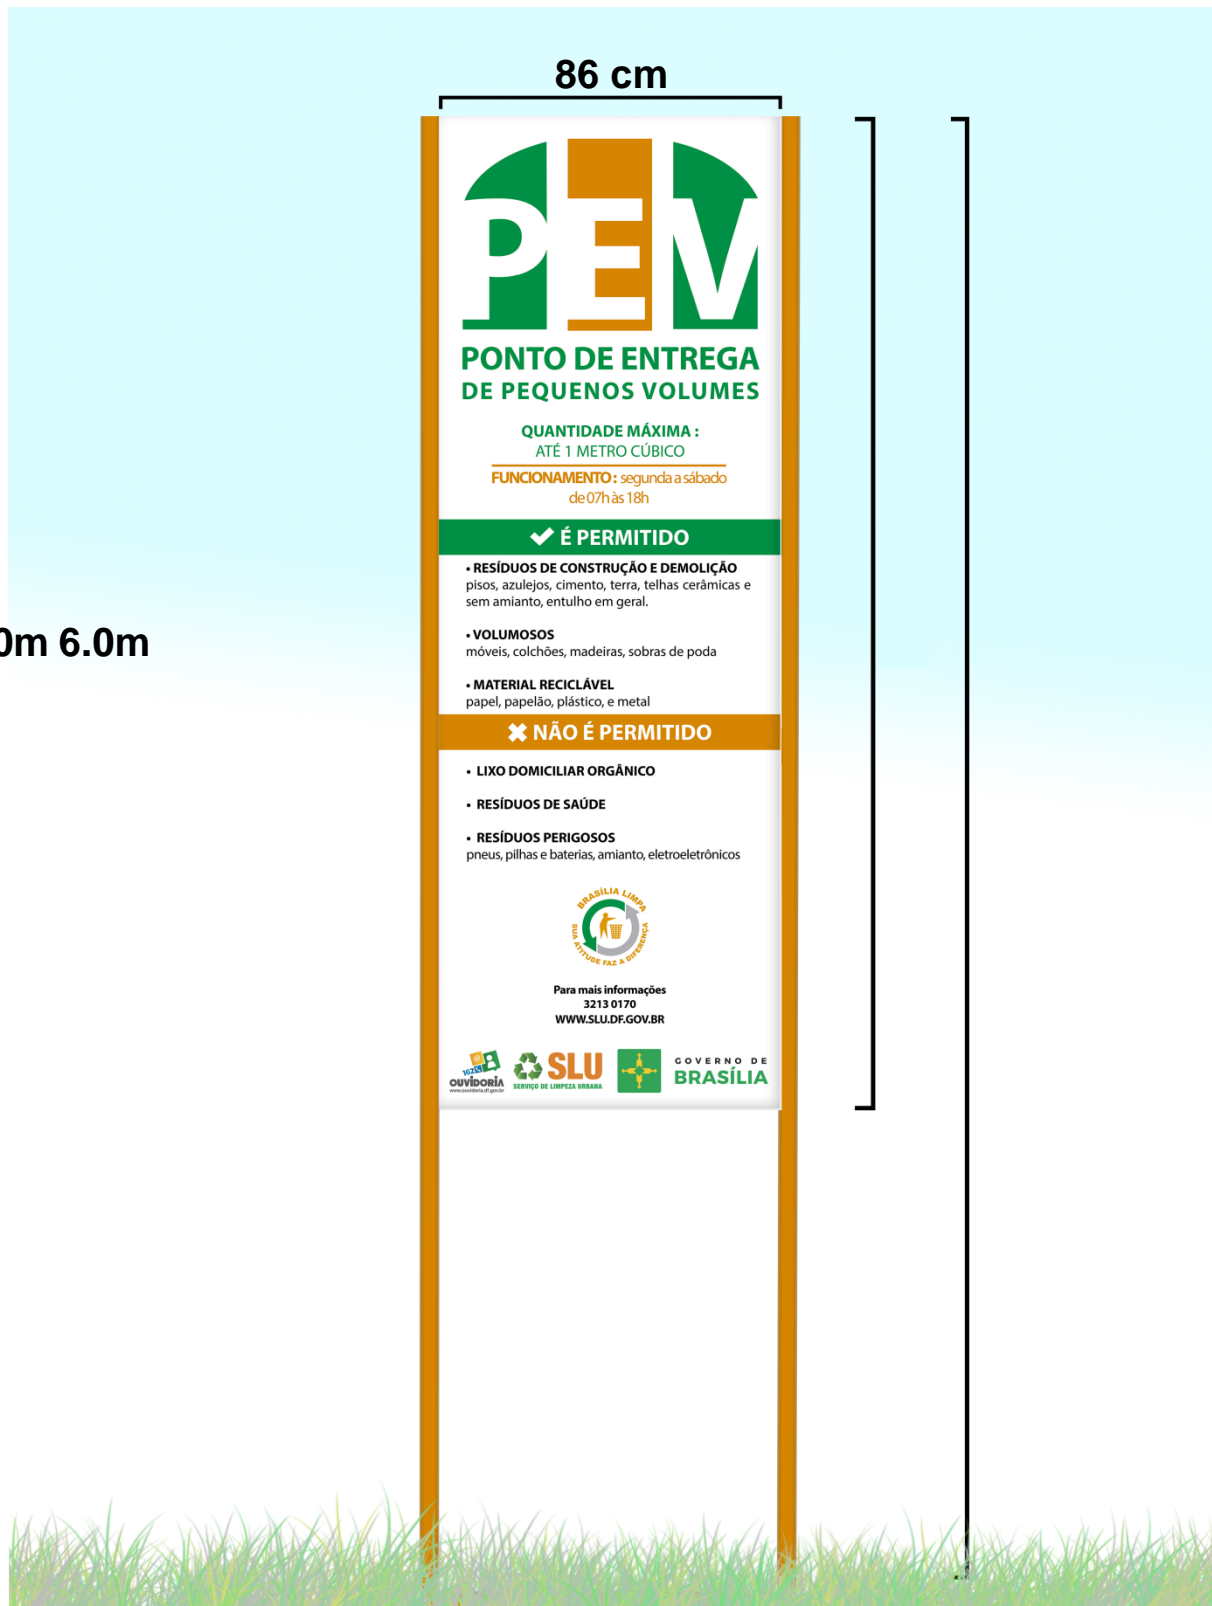 86 cm
PEV
PONTO DE ENTREGA
DE PEQUENOS VOLUMES
QUANTIDADE MÁXIMA :
ATÉ 1 METRO CÚBICO
FUNCIONAMENTO : segunda a sábado
de 07h às 18h
É PERMITIDO
• RESÍDUOS DE CONSTRUÇÃO E DEMOLIÇÃO
pisos, azulejos, cimento, terra, telhas cerâmicas e
sem amianto, entulho em geral.
0m 6.0m
• VOLUMOSOS
móveis, colchões, madeiras, sobras de poda
• MATERIAL RECICLÁVEL
papel, papelão, plástico, e metal
NÃO É PERMITIDO
• LIXO DOMICILIAR ORGÂNICO
• RESÍDUOS DE SAÚDE
• RESÍDUOS PERIGOSOS
pneus, pilhas e baterias, amianto, eletroeletrônicos
BRASÍLIA LIMPA
SUA ATITUDE FAZ A DIFERENÇA
Para mais informações
3213 0170
WWW.SLU.DF.GOV.BR
162
OUVIDORIA
www.ouvidoria.df.gov.br
SLU
SERVIÇO DE LIMPEZA URBANA
GOVERNO DE
BRASÍLIA